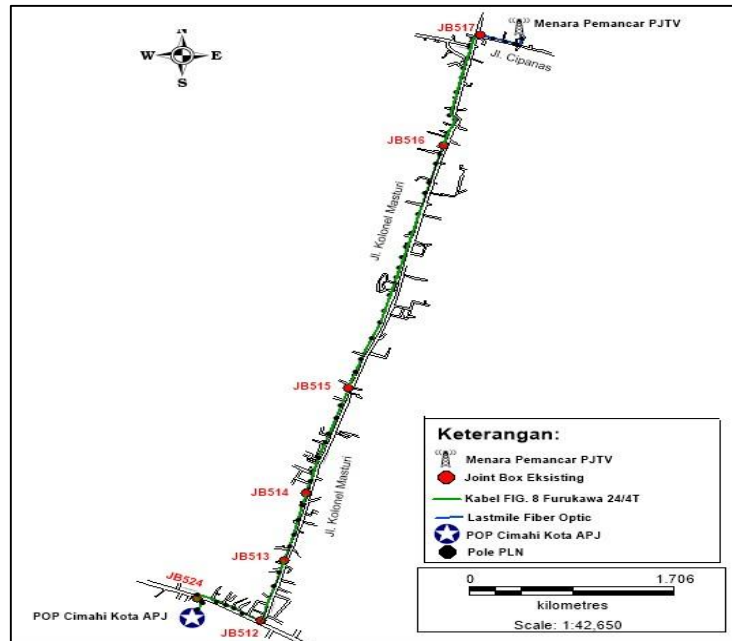 N
W E
S
JB517
Menara Pemancar PJTV
Jl. Cipanas
JB516
Jl. Kolonel Masturi
JB515
JB514
Jl. Kolonel Masturi
JB513
JB524
POP Cimahi Kota APJ
JB512
Keterangan:
Menara Pemancar PJTV
Joint Box Eksisting
Kabel FIG. 8 Furukawa 24/4T
Lastmile Fiber Optic
POP Cimahi Kota APJ
Pole PLN
0 1.706
kilometres
Scale: 1:42,650